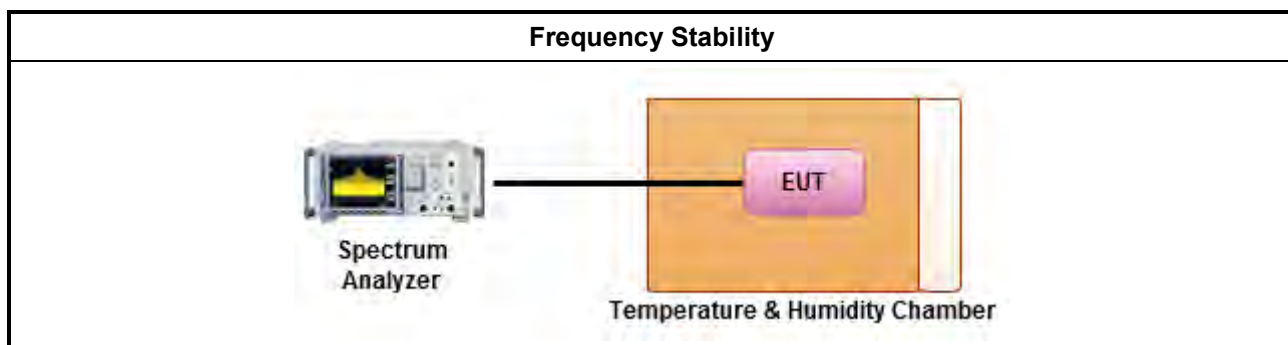 Frequency Stability
EUT
Spectrum
Analyzer
Temperature & Humidity Chamber